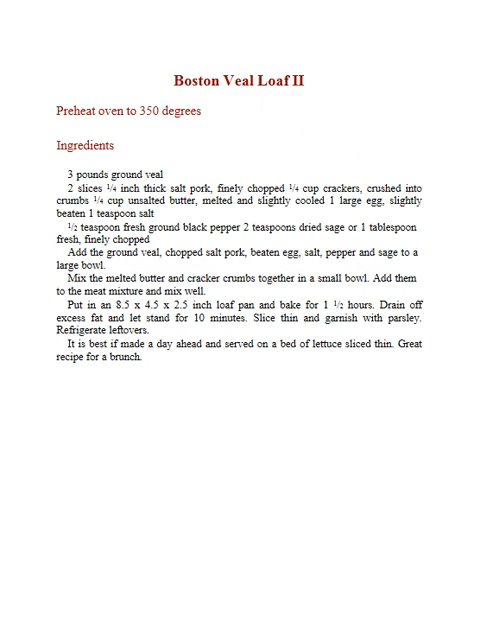 Boston Veal Loaf II
Preheat oven to 350 degrees
Ingredients
3 pounds ground veal
2 slices 1/4 inch thick salt pork, finely chopped 1/4 cup crackers, crushed into
crumbs 1/4 cup unsalted butter, melted and slightly cooled 1 large egg, slightly
beaten 1 teaspoon salt
1/2 teaspoon fresh ground black pepper 2 teaspoons dried sage or 1 tablespoon
fresh, finely chopped
Add the ground veal, chopped salt pork, beaten egg, salt, pepper and sage to a
large bowl.
Mix the melted butter and cracker crumbs together in a small bowl. Add them
to the meat mixture and mix well.
Put in an 8.5 x 4.5 x 2.5 inch loaf pan and bake for 1 1/2 hours. Drain off
excess fat and let stand for 10 minutes. Slice thin and garnish with parsley.
Refrigerate leftovers.
It is best if made a day ahead and served on a bed of lettuce sliced thin. Great
recipe for a brunch.